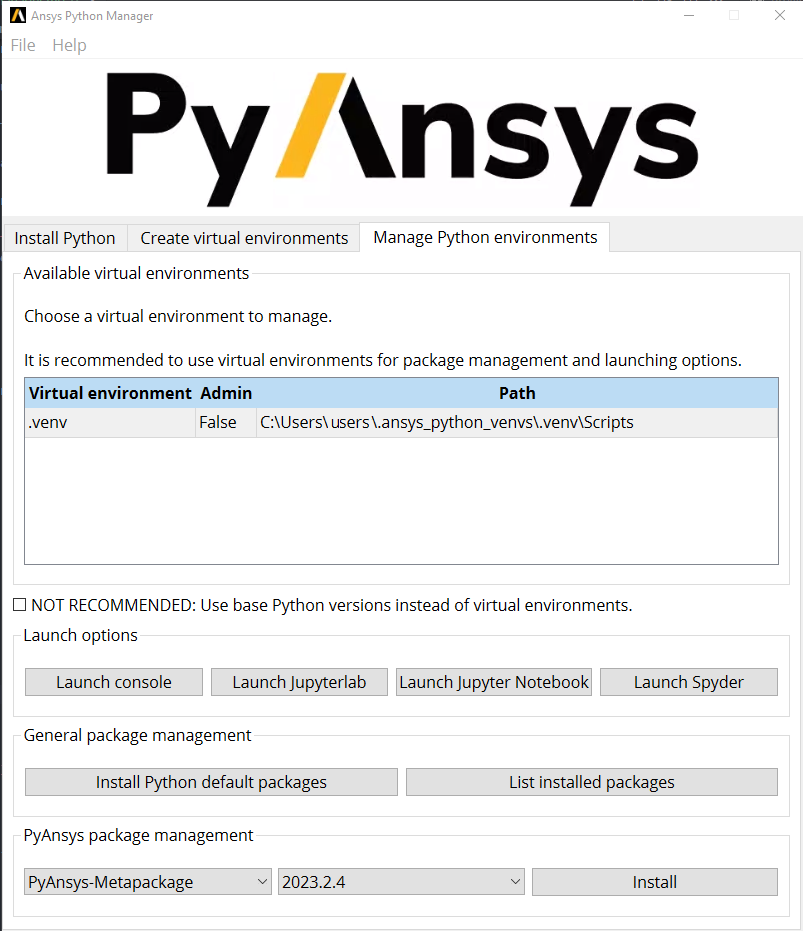 Ansys Python Manager
File Help
PyAnsys
Install Python Create virtual environments Manage Python environments
Available virtual environments
Choose a virtual environment to manage.
It is recommended to use virtual environments for package management and launching options.
Virtual environment Admin Path
.venv False C:\Users\users\.ansys_python_venvs\.venv\Scripts
NOT RECOMMENDED: Use base Python versions instead of virtual environments.
Launch options
Launch console Launch Jupyterlab Launch Jupyter Notebook Launch Spyder
General package management
Install Python default packages List installed packages
PyAnsys package management
PyAnsys-Metapackage 2023.2.4 Install